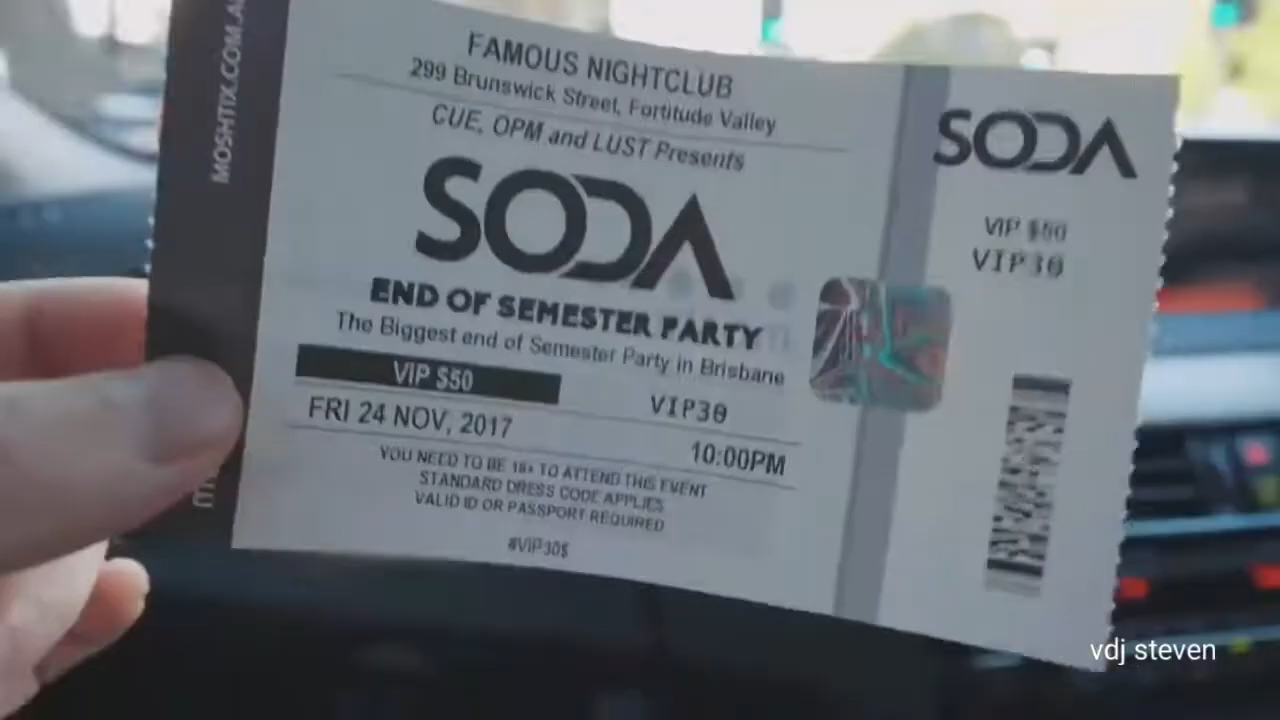 MOSHTIX.COM.A
FAMOUS NIGHTCLUB
299 Brunswick Street, Fortitude Valley
CUE, OPM and LUST Presents
SODA
END OF SEMESTER PARTY
The Biggest end of Semester Party in Brisbane
VIP $50
VIP30
FRI 24 NOV, 2017
10:00PM
YOU NEED TO BE 18+ TO ATTEND THIS EVENT
STANDARD DRESS CODE APPLIES
VALID ID OR PASSPORT REQUIRED
#VIP30$
SODA
VIP $50
VIP30
vdj steven